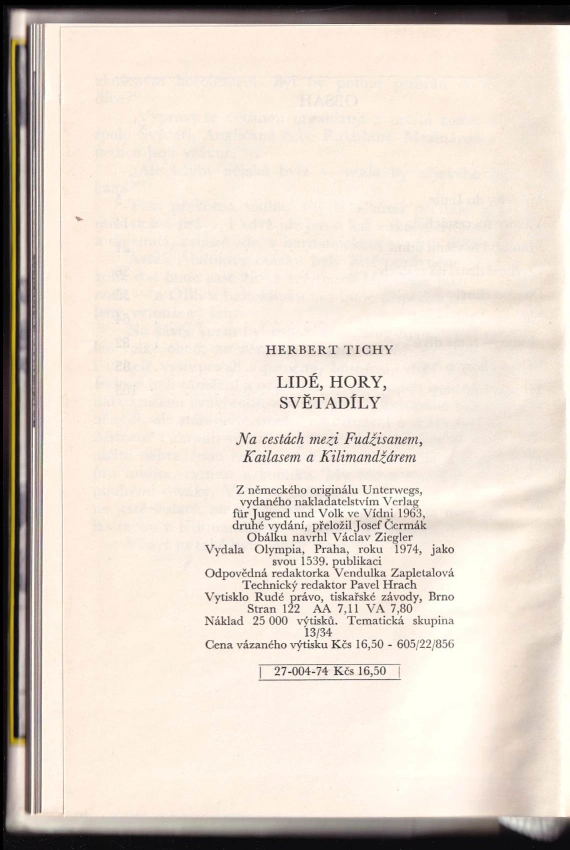 HERBERT TICHY
LIDÉ, HORY,
SVĚTADÍLY
Na cestách mezi Fudžisanem,
Kailasem a Kilimandžárem
Z německého originálu Unterwegs,
vydaného nakladatelstvím Verlag
für Jugend und Volk ve Vídni 1963,
druhé vydání, přeložil Josef Čermák
Obálku navrhl Václav Ziegler
Vydala Olympia, Praha, roku 1974, jako
svou 1539. publikaci
Odpovědná redaktorka Vendulka Zapletalová
Technický redaktor Pavel Hrach
Vytisklo Rudé právo, tiskařské závody, Brno
Stran 122 AA 7,11 VA 7,80
Náklad 25 000 výtisků. Tematická skupina
13/34
Cena vázaného výtisku Kčs 16,50 - 605/22/856
27-004-74 Kčs 16,50